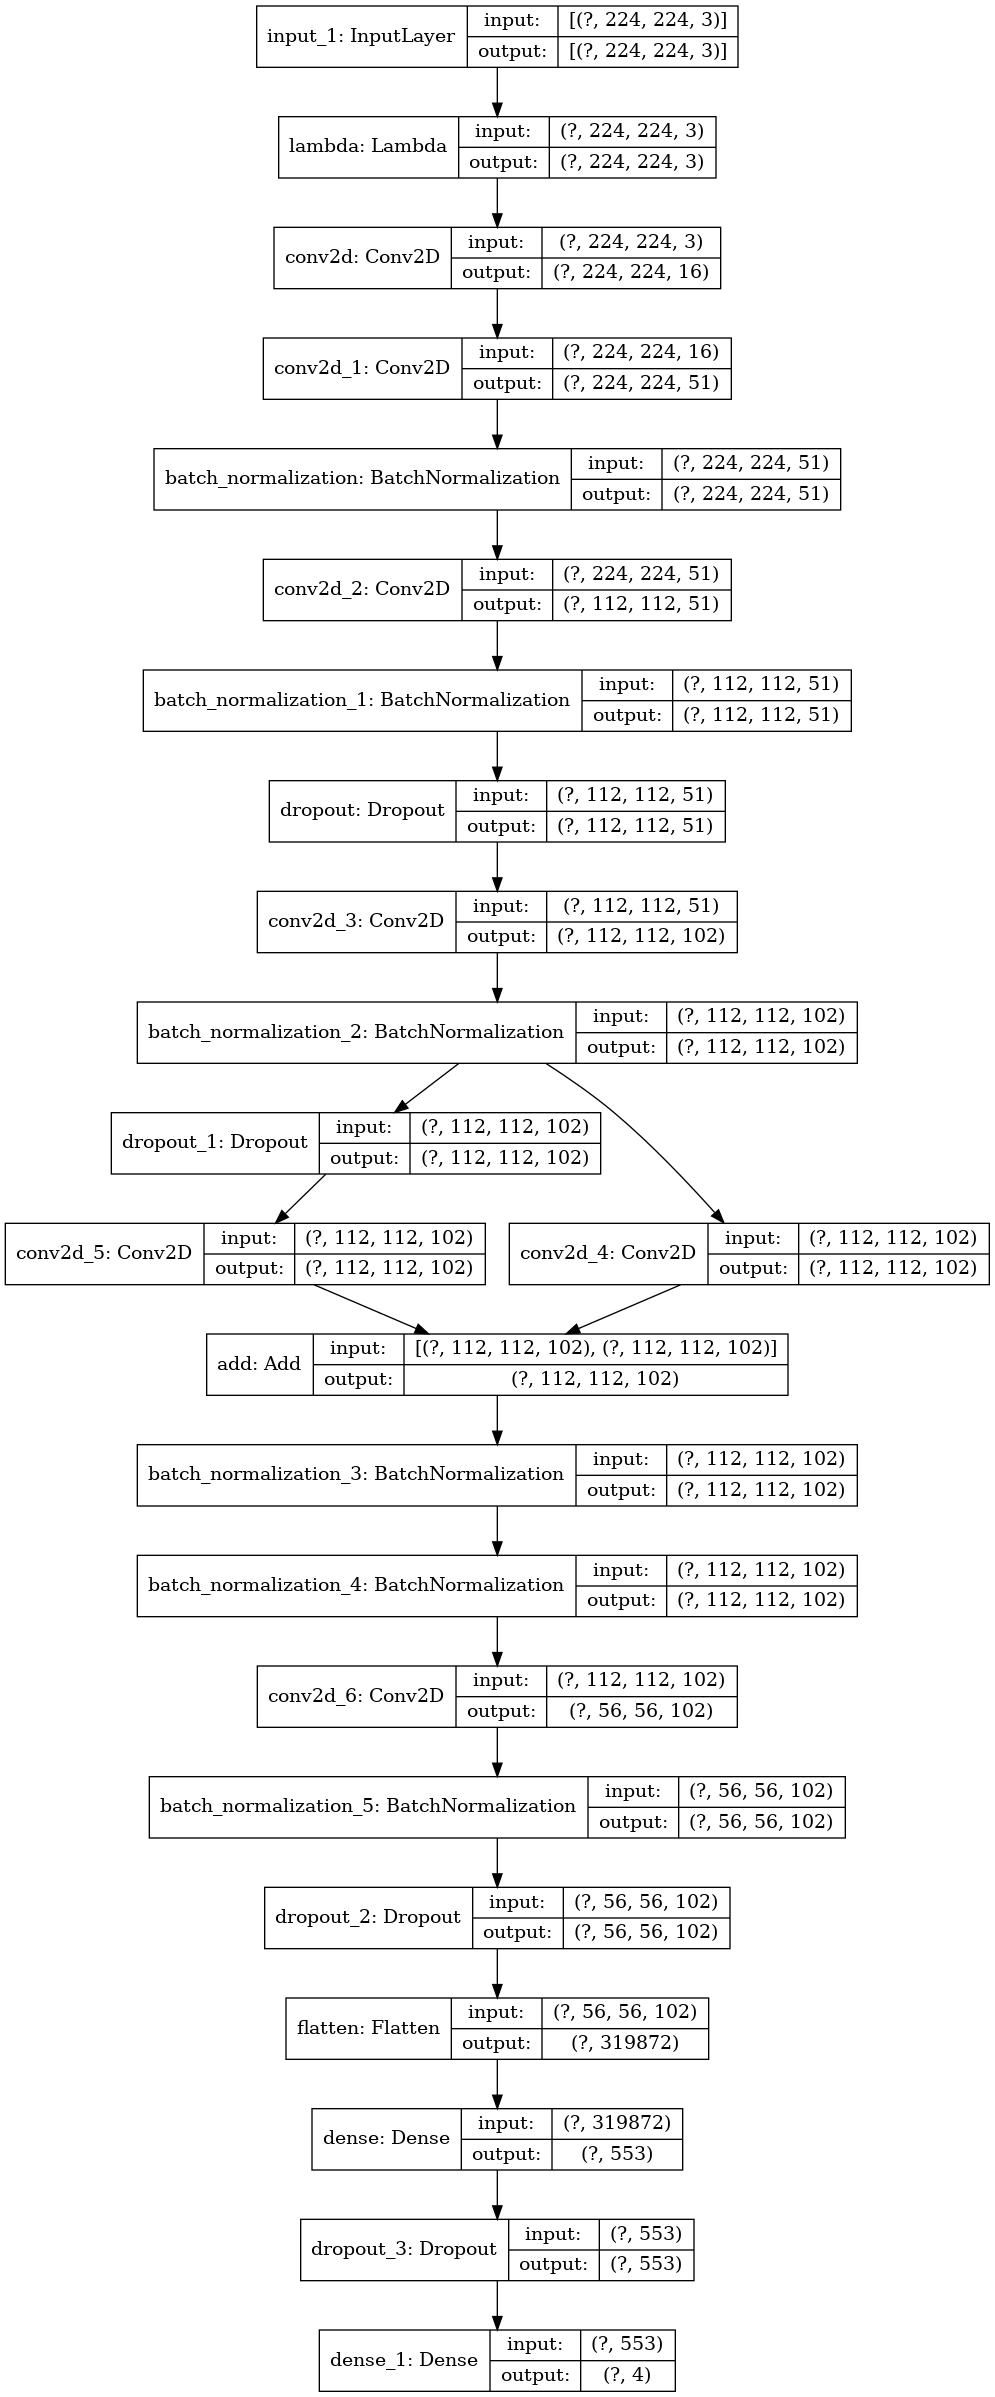 input_1: InputLayer
input: [(?, 224, 224, 3)]
output: [(?, 224, 224, 3)]
lambda: Lambda
input: (?, 224, 224, 3)
output: (?, 224, 224, 3)
conv2d: Conv2D
input: (?, 224, 224, 3)
output: (?, 224, 224, 16)
conv2d_1: Conv2D
input: (?, 224, 224, 16)
output: (?, 224, 224, 51)
batch_normalization: BatchNormalization
input: (?, 224, 224, 51)
output: (?, 224, 224, 51)
conv2d_2: Conv2D
input: (?, 224, 224, 51)
output: (?, 112, 112, 51)
batch_normalization_1: BatchNormalization
input: (?, 112, 112, 51)
output: (?, 112, 112, 51)
dropout: Dropout
input: (?, 112, 112, 51)
output: (?, 112, 112, 51)
conv2d_3: Conv2D
input: (?, 112, 112, 51)
output: (?, 112, 112, 102)
batch_normalization_2: BatchNormalization
input: (?, 112, 112, 102)
output: (?, 112, 112, 102)
dropout_1: Dropout
input: (?, 112, 112, 102)
output: (?, 112, 112, 102)
conv2d_5: Conv2D
input: (?, 112, 112, 102)
output: (?, 112, 112, 102)
conv2d_4: Conv2D
input: (?, 112, 112, 102)
output: (?, 112, 112, 102)
add: Add
input: [(?, 112, 112, 102), (?, 112, 112, 102)]
output: (?, 112, 112, 102)
batch_normalization_3: BatchNormalization
input: (?, 112, 112, 102)
output: (?, 112, 112, 102)
batch_normalization_4: BatchNormalization
input: (?, 112, 112, 102)
output: (?, 112, 112, 102)
conv2d_6: Conv2D
input: (?, 112, 112, 102)
output: (?, 56, 56, 102)
batch_normalization_5: BatchNormalization
input: (?, 56, 56, 102)
output: (?, 56, 56, 102)
dropout_2: Dropout
input: (?, 56, 56, 102)
output: (?, 56, 56, 102)
flatten: Flatten
input: (?, 56, 56, 102)
output: (?, 319872)
dense: Dense
input: (?, 319872)
output: (?, 553)
dropout_3: Dropout
input: (?, 553)
output: (?, 553)
dense_1: Dense
input: (?, 553)
output: (?, 4)